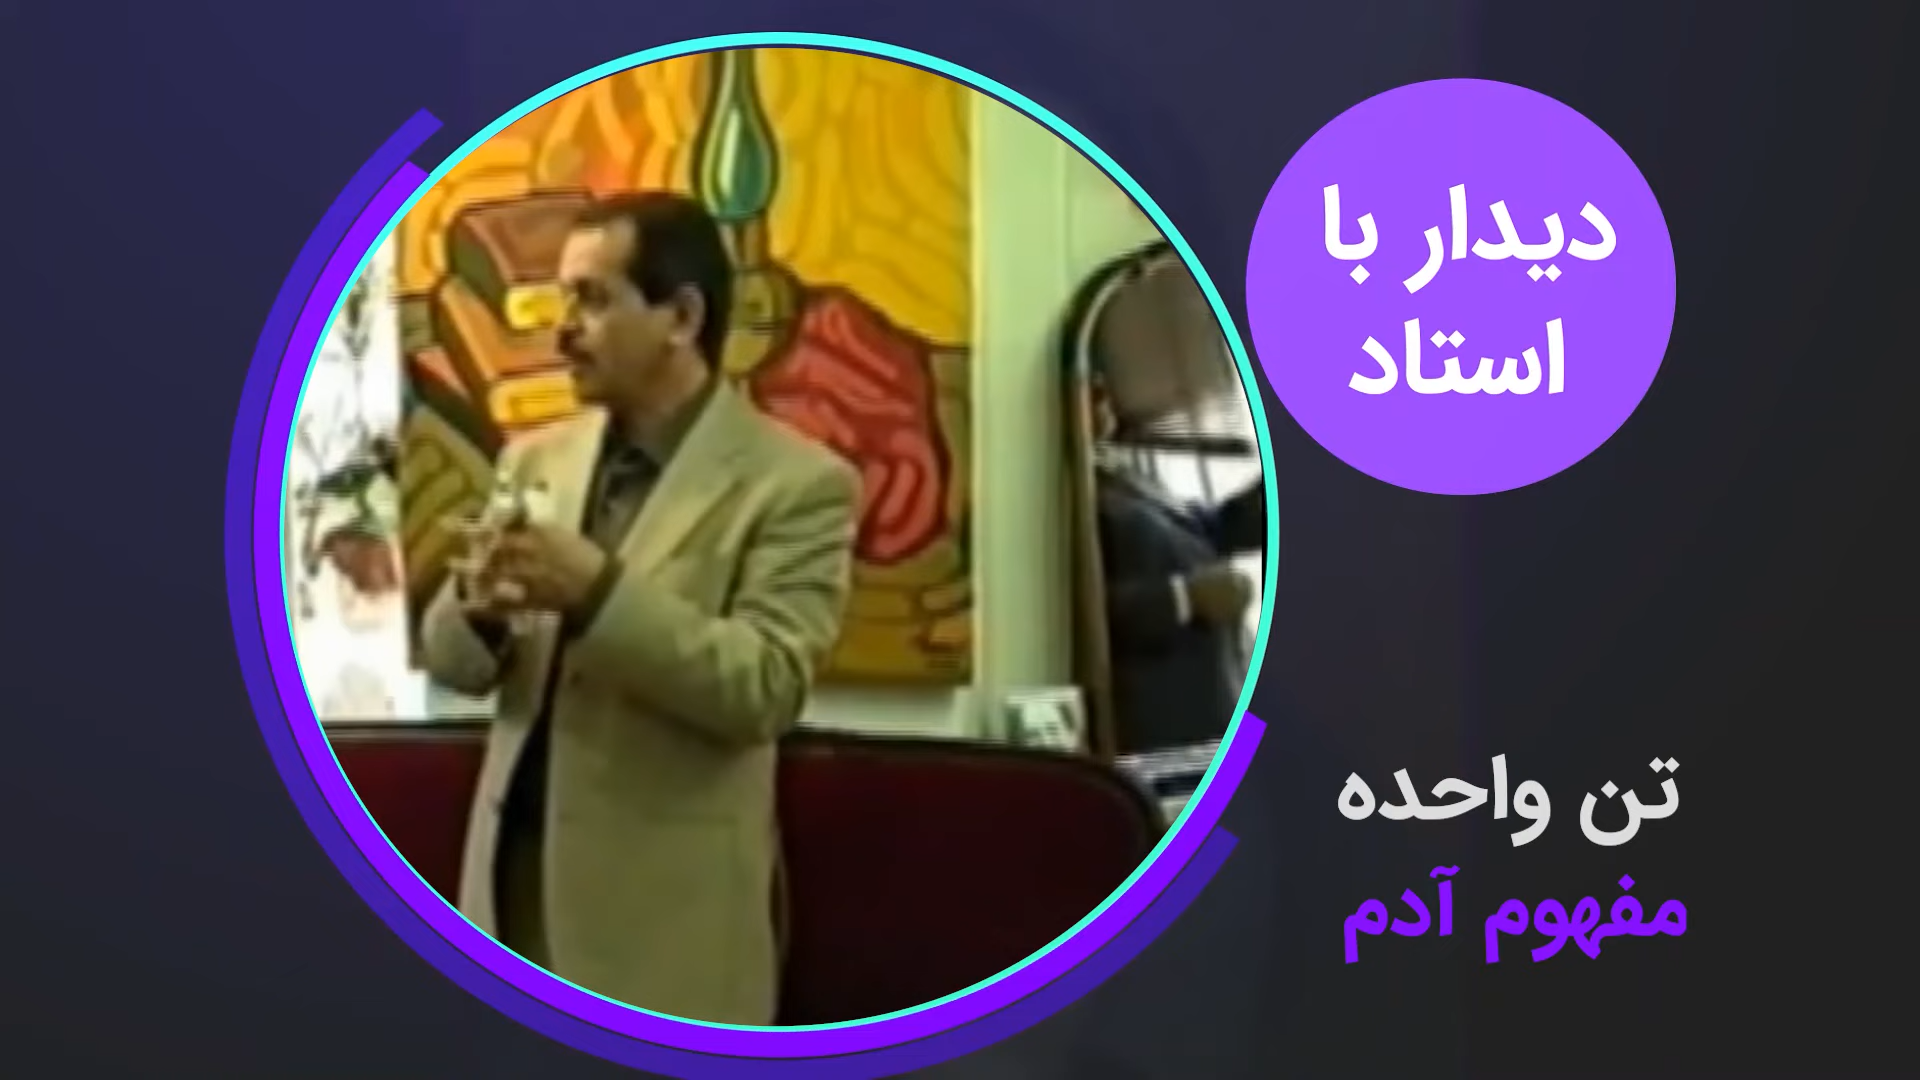 دیدار با
استاد
تن واحده
مفهوم آدم